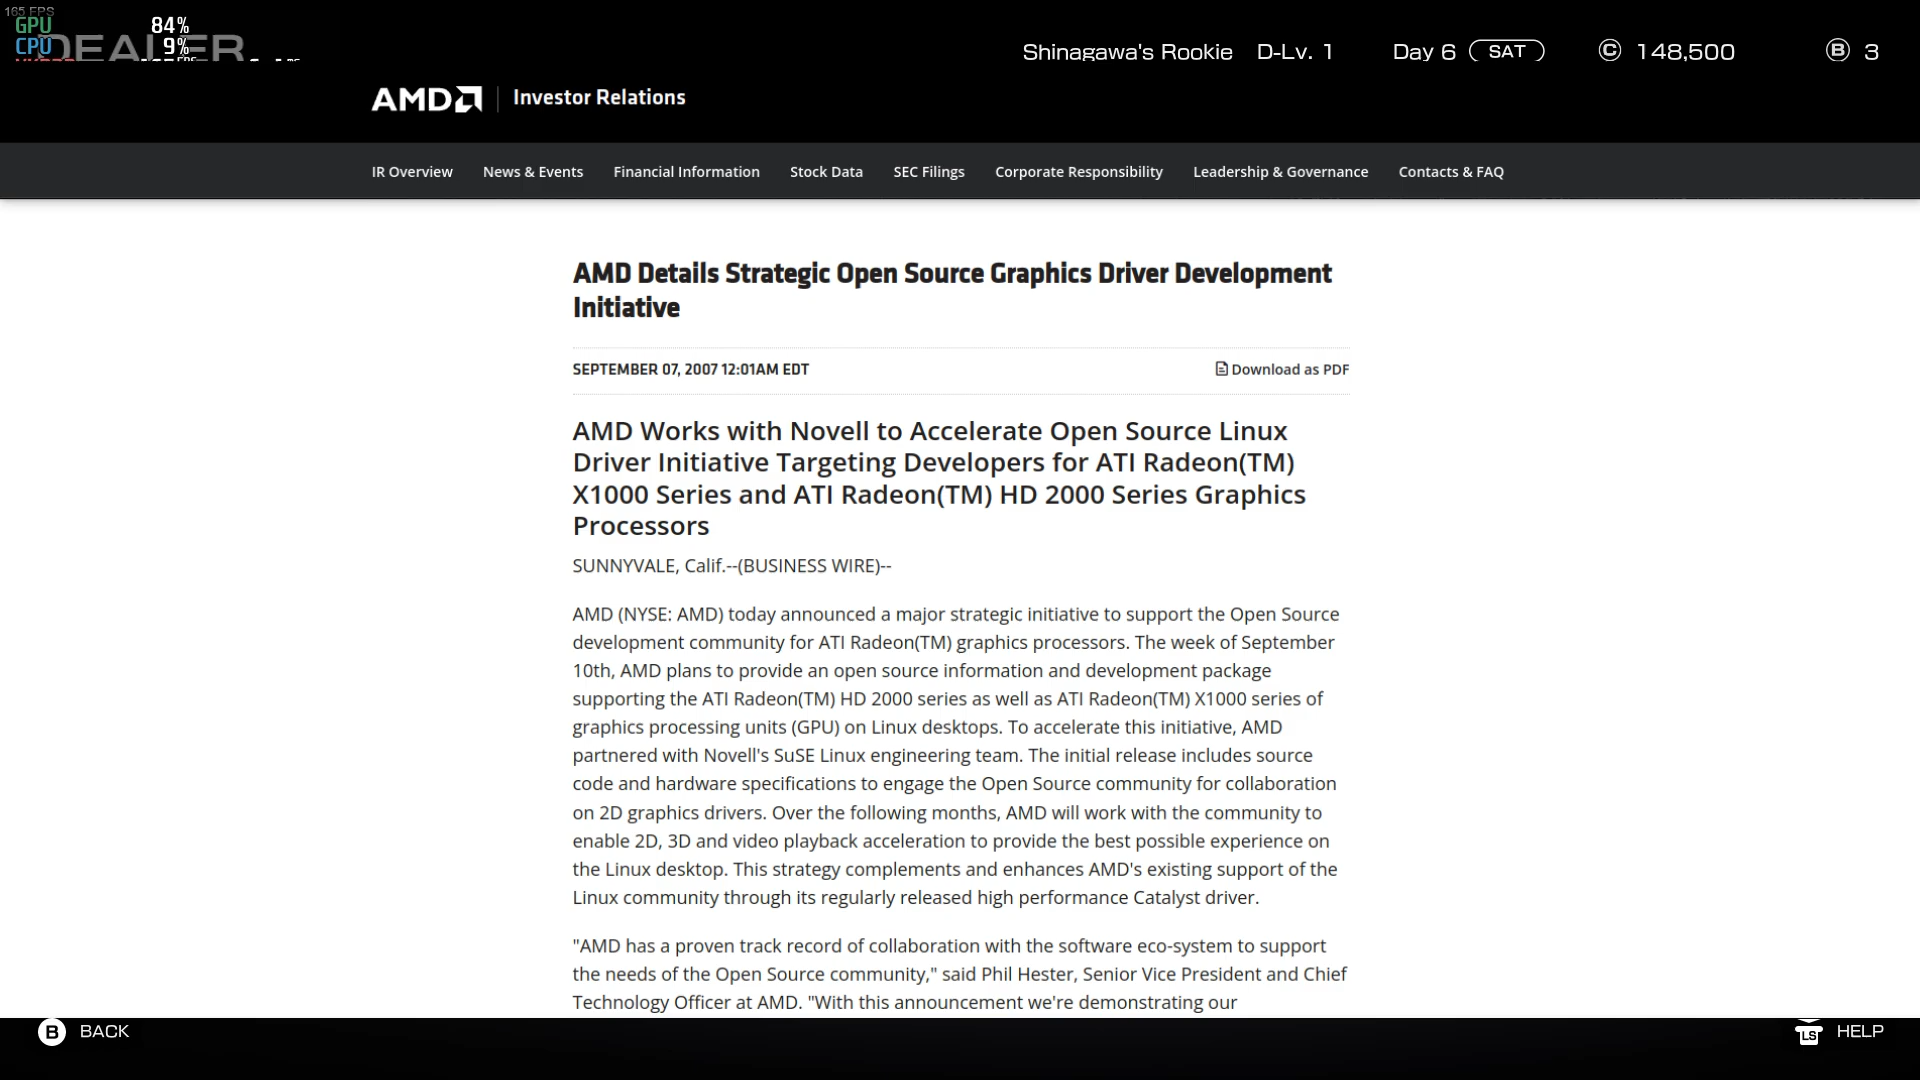 165 FPS
GPU 84%
CPU 9%
DEALER
Shinagawa's Rookie D-Lv. 1 Day 6 SAT C 148,500 B 3
AMD Investor Relations
IR Overview News & Events Financial Information Stock Data SEC Filings Corporate Responsibility Leadership & Governance Contacts & FAQ
AMD Details Strategic Open Source Graphics Driver Development
Initiative
SEPTEMBER 07, 2007 12:01AM EDT Download as PDF
AMD Works with Novell to Accelerate Open Source Linux
Driver Initiative Targeting Developers for ATI Radeon(TM)
X1000 Series and ATI Radeon(TM) HD 2000 Series Graphics
Processors
SUNNYVALE, Calif.--(BUSINESS WIRE)--
AMD (NYSE: AMD) today announced a major strategic initiative to support the Open Source
development community for ATI Radeon(TM) graphics processors. The week of September
10th, AMD plans to provide an open source information and development package
supporting the ATI Radeon(TM) HD 2000 series as well as ATI Radeon(TM) X1000 series of
graphics processing units (GPU) on Linux desktops. To accelerate this initiative, AMD
partnered with Novell's SuSE Linux engineering team. The initial release includes source
code and hardware specifications to engage the Open Source community for collaboration
on 2D graphics drivers. Over the following months, AMD will work with the community to
enable 2D, 3D and video playback acceleration to provide the best possible experience on
the Linux desktop. This strategy complements and enhances AMD's existing support of the
Linux community through its regularly released high performance Catalyst driver.
"AMD has a proven track record of collaboration with the software eco-system to support
the needs of the Open Source community," said Phil Hester, Senior Vice President and Chief
Technology Officer at AMD. "With this announcement we're demonstrating our
B BACK LS HELP